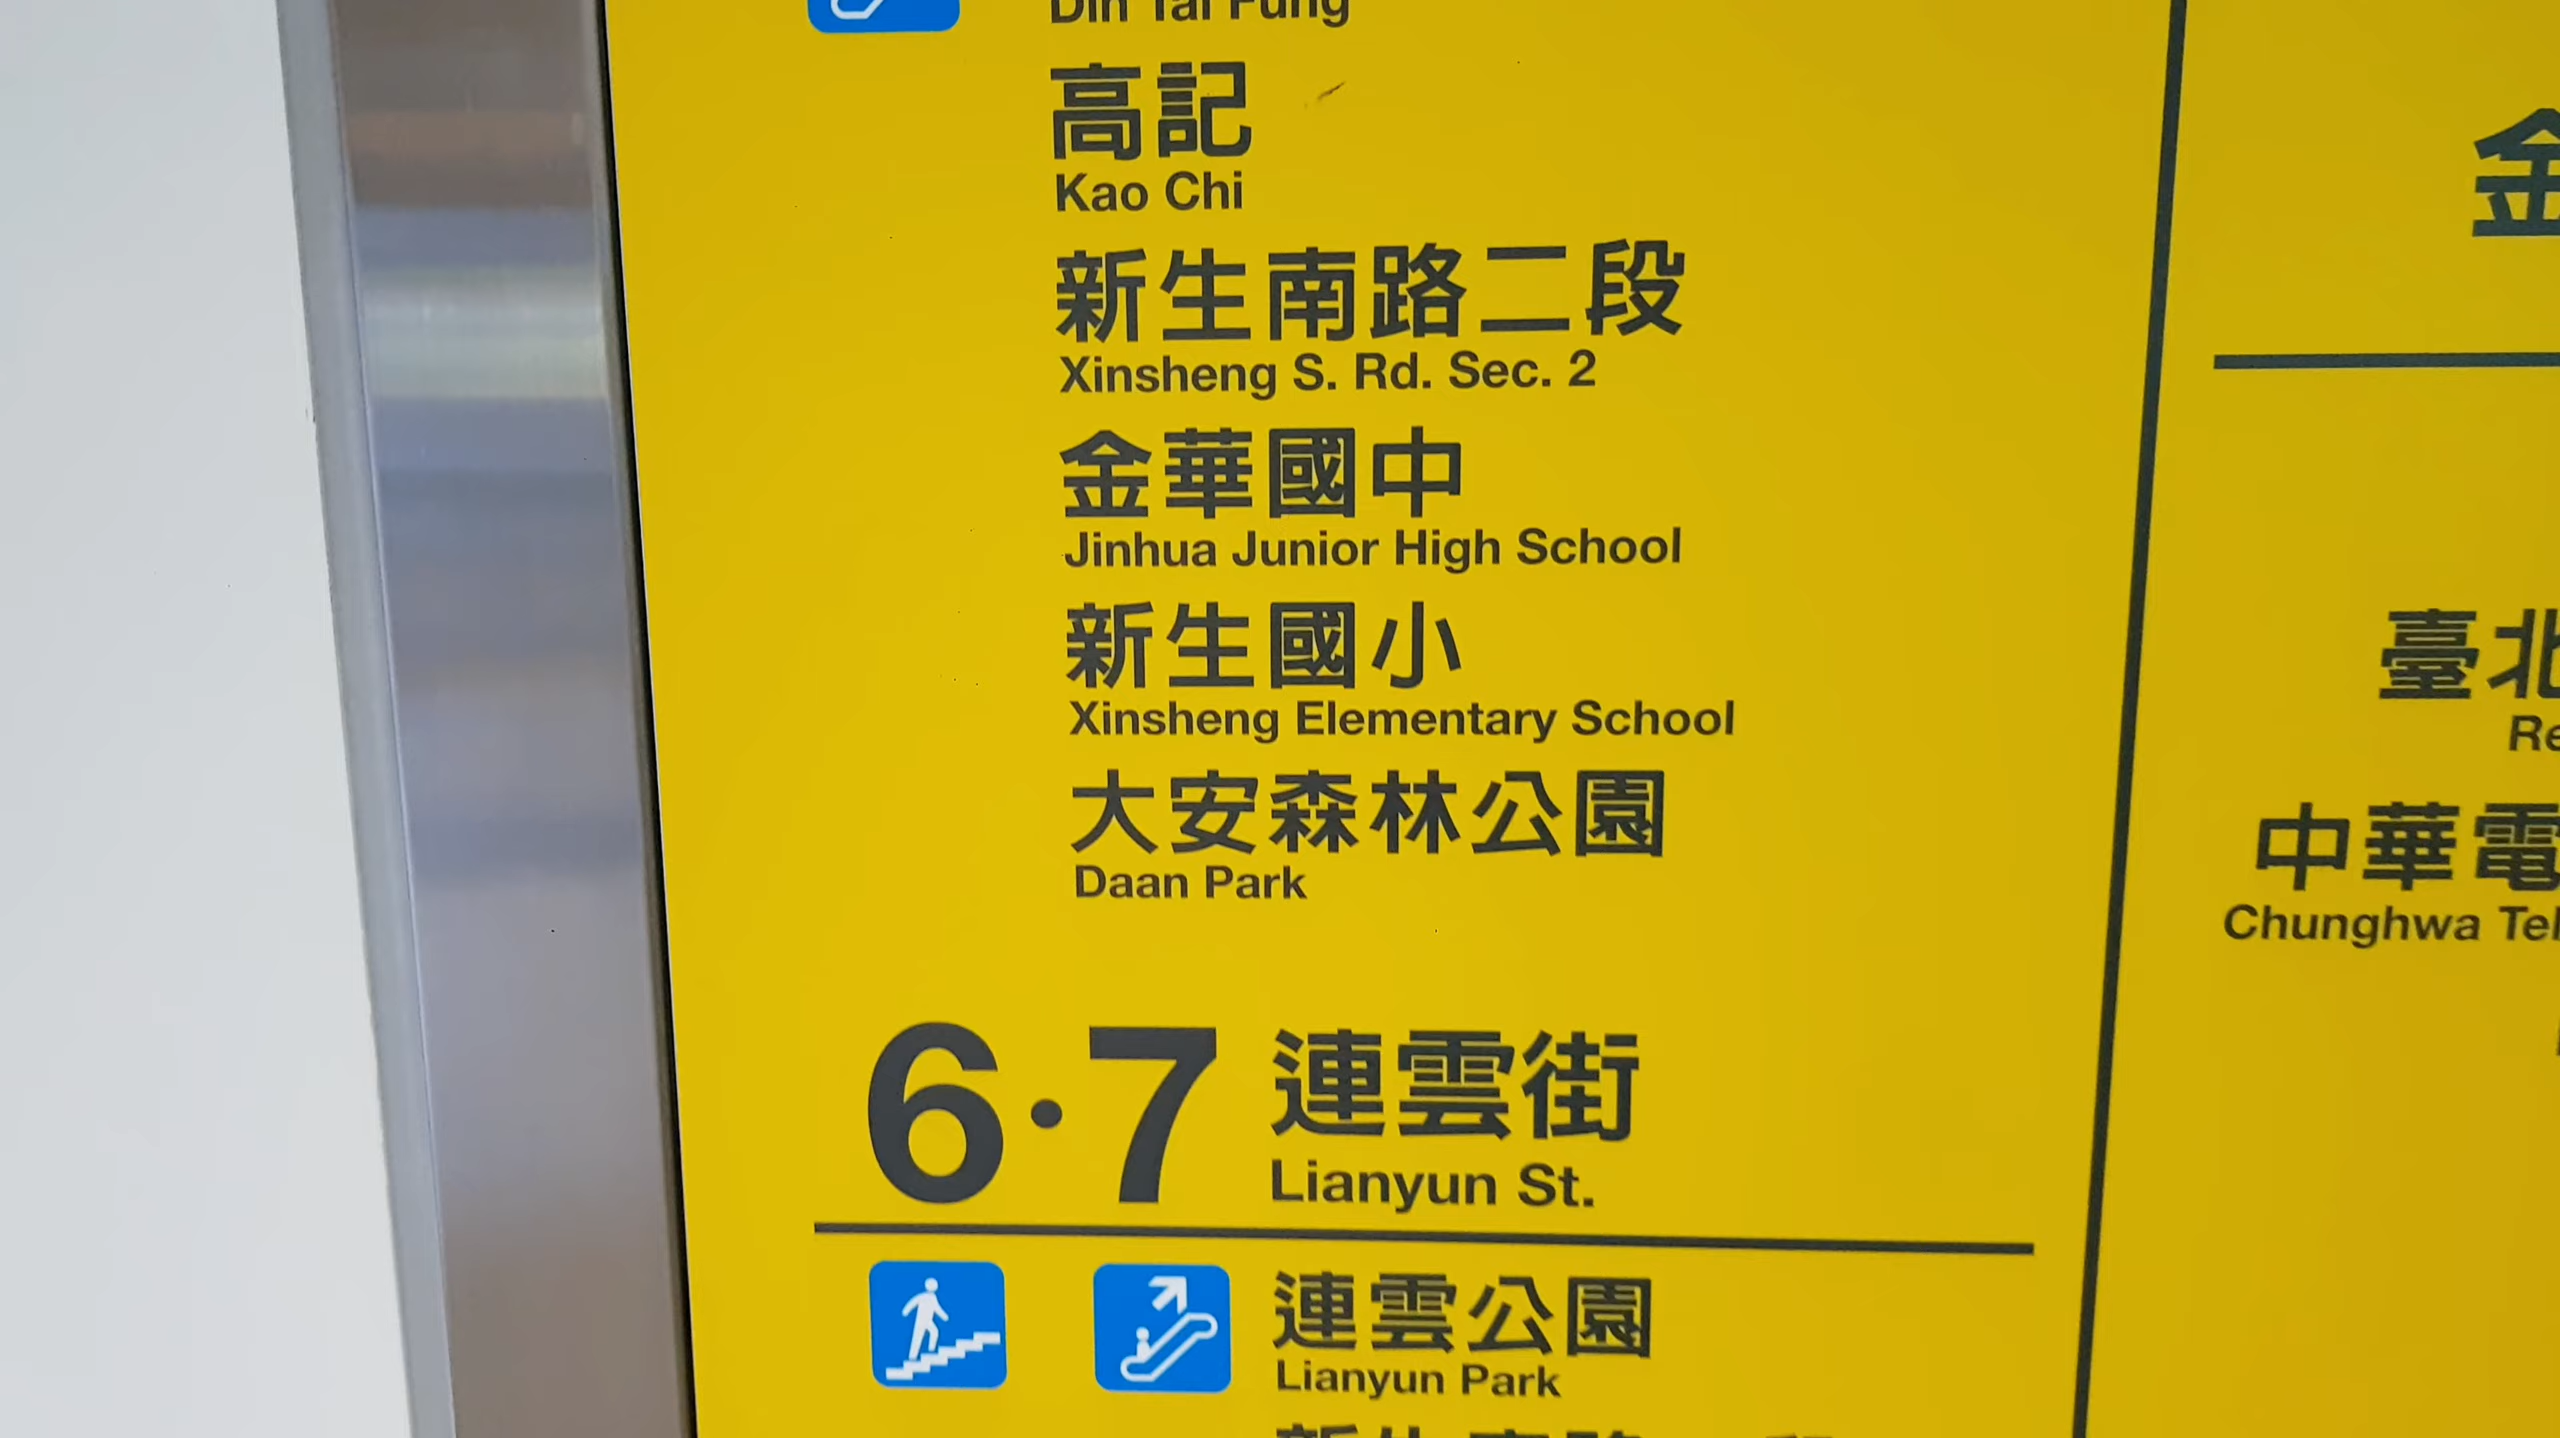 Din Tai Fung
高記
Kao Chi
新生南路二段
Xinsheng S. Rd. Sec. 2
金華國中
Jinhua Junior High School
新生國小
Xinsheng Elementary School
大安森林公園
Daan Park
6·7 連雲街
Lianyun St.
連雲公園
Lianyun Park
金
臺北
中華電
Chunghwa